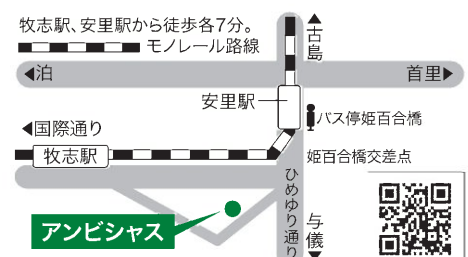 牧志駅、安里駅から徒歩各7分。
モノレール路線
▲古島
◀泊
首里▶
安里駅
バス停姫百合橋
◀国際通り
牧志駅
姫百合橋交差点
ひめゆり通り
与儀▼
アンビシャス